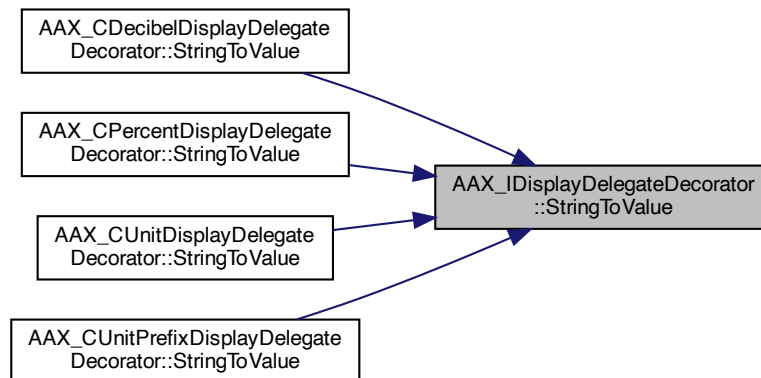 AAX_CDecibelDisplayDelegate
Decorator::StringToValue
AAX_CPercentDisplayDelegate
Decorator::StringToValue
AAX_IDisplayDelegateDecorator
::StringToValue
AAX_CUnitDisplayDelegate
Decorator::StringToValue
AAX_CUnitPrefixDisplayDelegate
Decorator::StringToValue